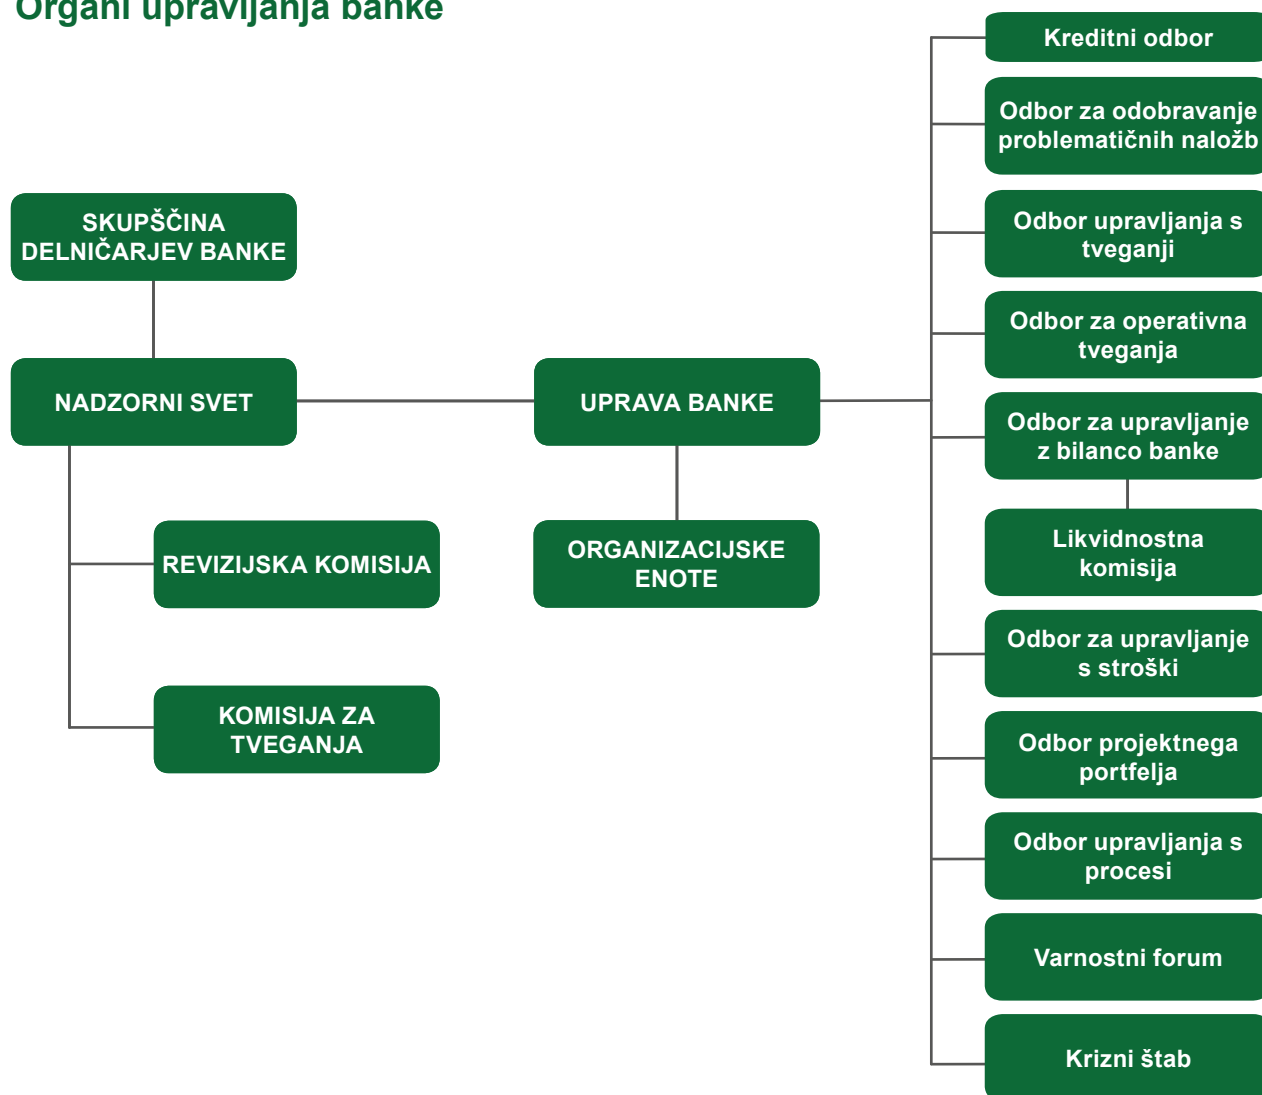 Organi upravljanja banke
SKUPŠČINA
DELNIČARJEV BANKE
NADZORNI SVET
REVIZIJSKA KOMISIJA
KOMISIJA ZA
TVEGANJA
UPRAVA BANKE
ORGANIZACIJSKE
ENOTE
Kreditni odbor
Odbor za odobravanje
problematičnih naložb
Odbor upravljanja s
tveganji
Odbor za operativna
tveganja
Odbor za upravljanje
z bilanco banke
Likvidnostna
komisija
Odbor za upravljanje
s stroški
Odbor projektnega
portfelja
Odbor upravljanja s
procesi
Varnostni forum
Krizni štab